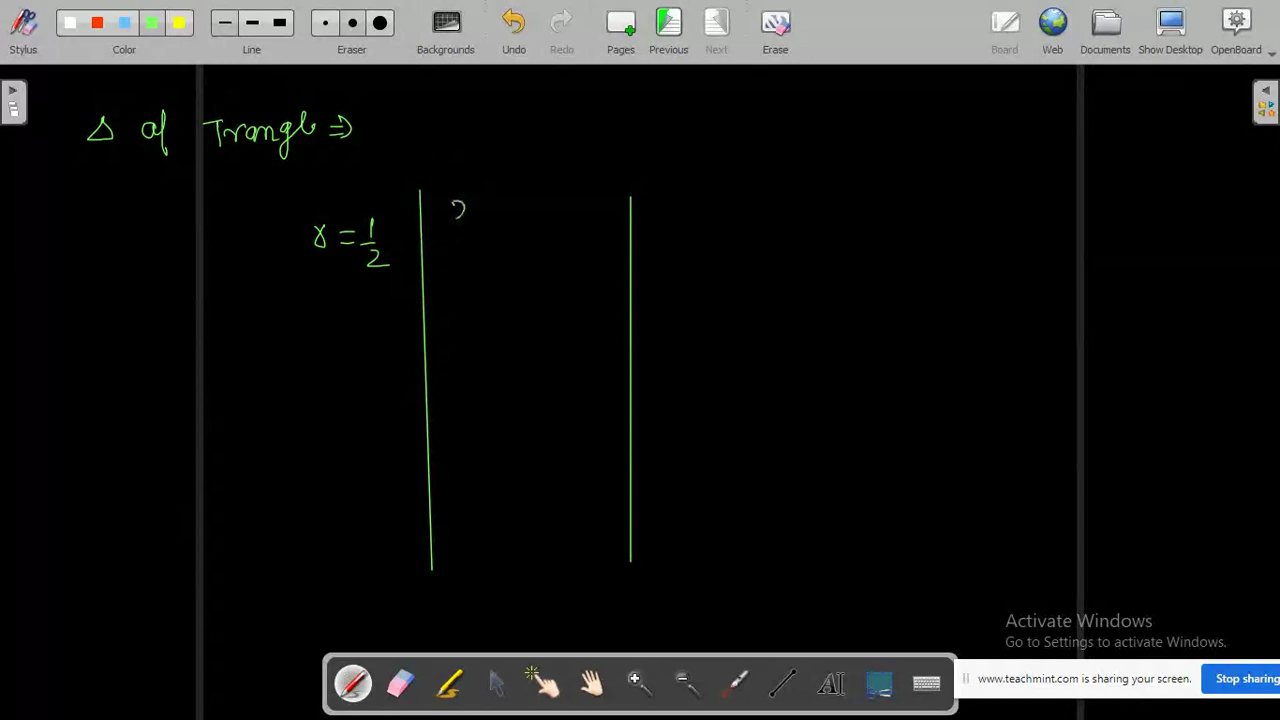 Stylus
Color
Line
Eraser
Backgrounds
Undo
Redo
Pages
Previous
Next
Erase
Board
Web
Documents
Show Desktop
OpenBoard
Δ of Trangle ⇒
γ = 1/2
Activate Windows
Go to Settings to activate Windows.
AI
www.teachmint.com is sharing your screen.
Stop sharing